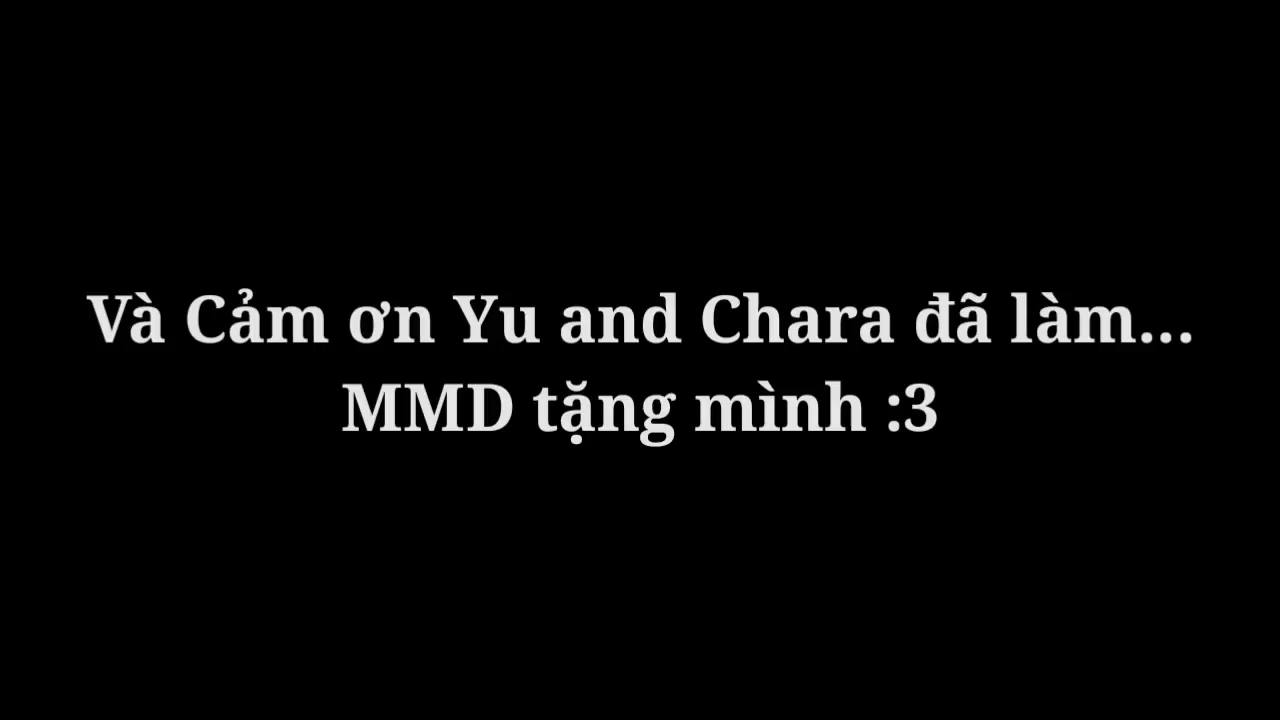 Và Cảm ơn Yu and Chara đã làm...
MMD tặng mình :3